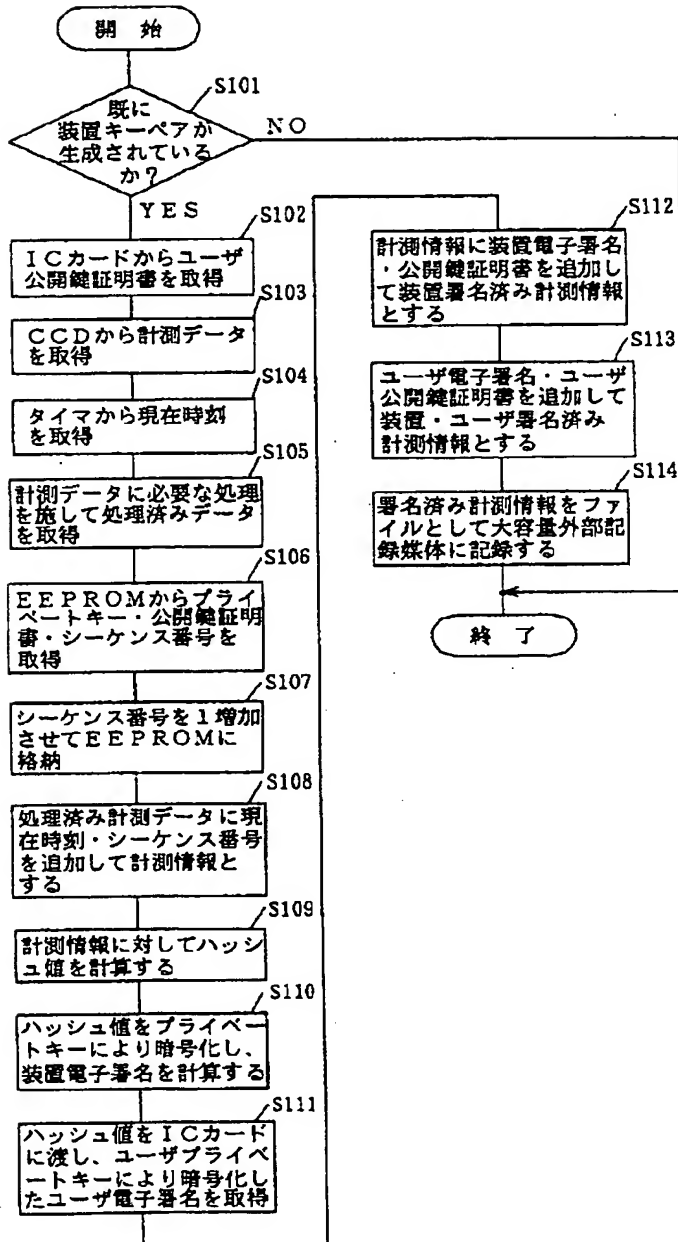 開 始
S101
既に
装置キーペアが
生成されている
か?
NO
YES
S102
ICカードからユーザ
公開鍵証明書を取得
S103
CCDから計測データ
を取得
S104
タイマから現在時刻
を取得
S105
計測データに必要な処理
を施して処理済みデータ
を取得
S106
EEPROMからプライ
ベートキー・公開鍵証明
書・シーケンス番号を
取得
S107
シーケンス番号を1増加
させてEEPROMに
格納
S108
処理済み計測データに現
在時刻・シーケンス番号
を追加して計測情報と
する
S109
計測情報に対してハッシ
ュ値を計算する
S110
ハッシュ値をプライベー
トキーにより暗号化し、
装置電子署名を計算する
S111
ハッシュ値をICカード
に渡し、ユーザプライベ
ートキーにより暗号化し
たユーザ電子署名を取得
S112
計測情報に装置電子署名
・公開鍵証明書を追加し
て装置署名済み計測情報
とする
S113
ユーザ電子署名・ユーザ
公開鍵証明書を追加して
装置・ユーザ署名済み
計測情報とする
S114
署名済み計測情報をファ
イルとして大容量外部記
録媒体に記録する
終 了